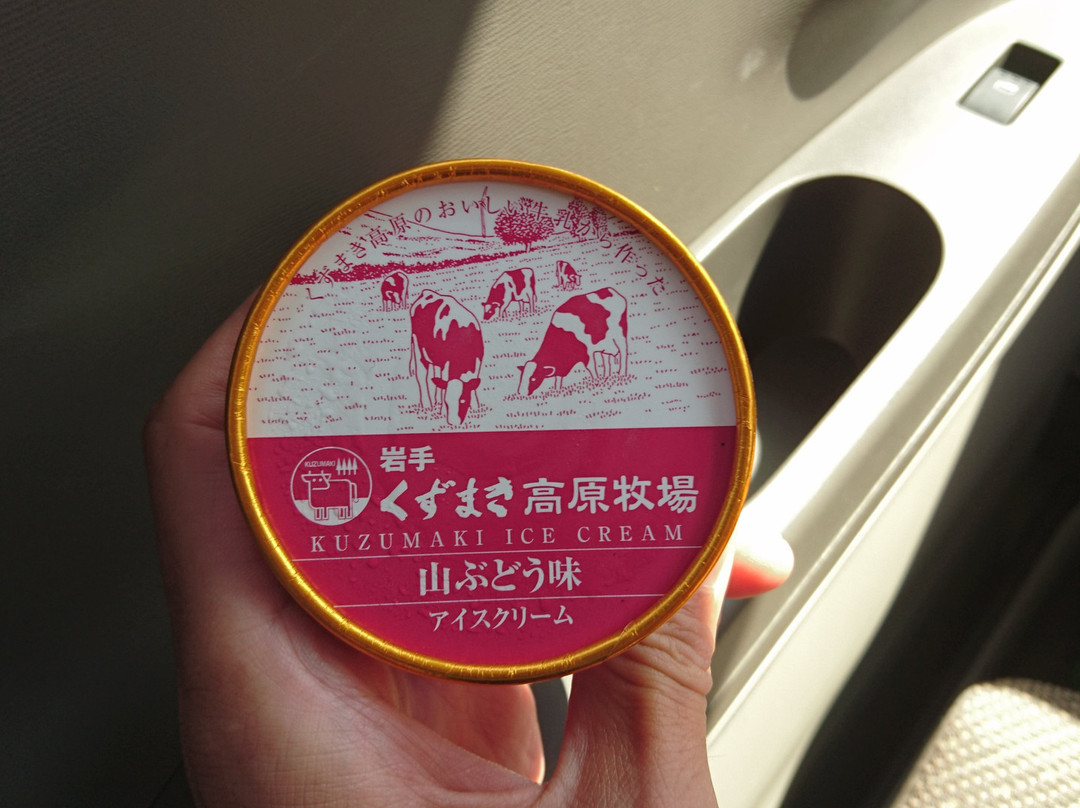 くずまき高原のおいしい牛乳から作った
KUZUMAKI
岩手
くずまき高原牧場
KUZUMAKI ICE CREAM
山ぶどう味
アイスクリーム